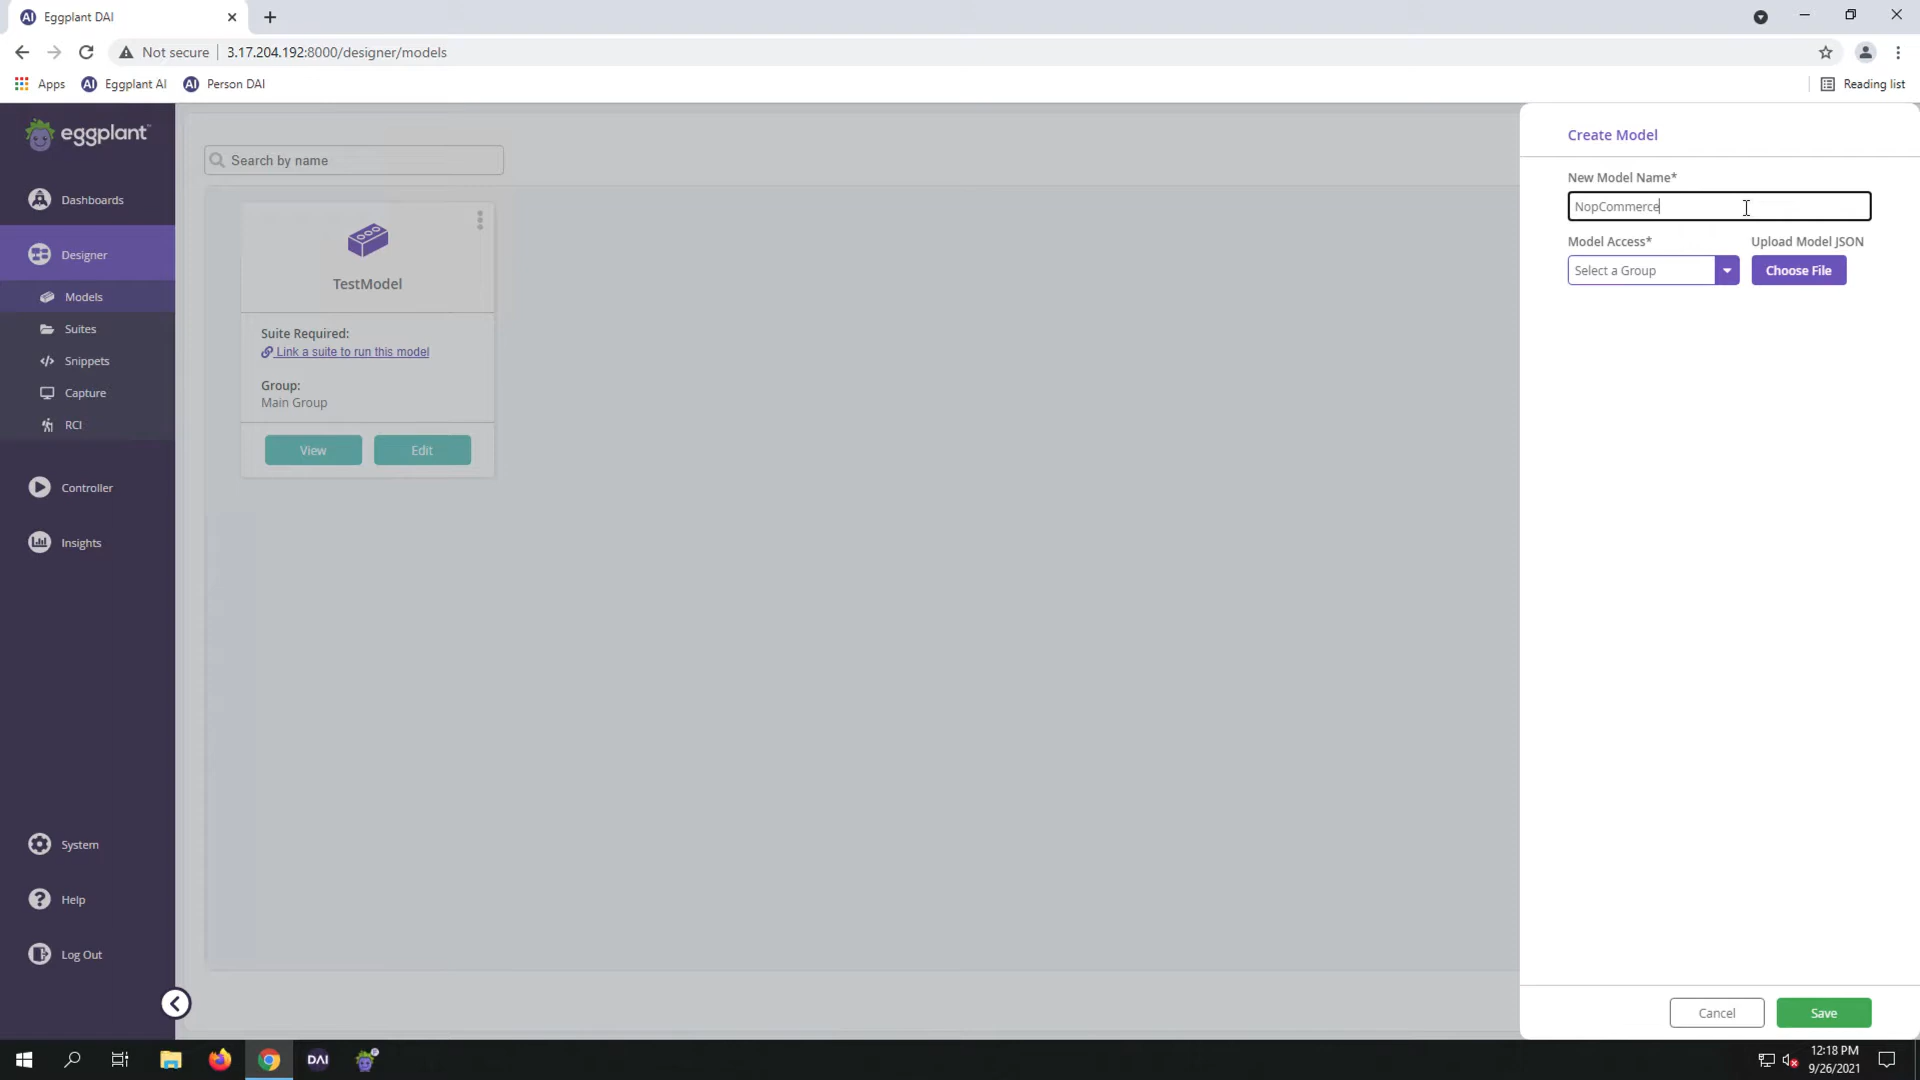 Eggplant DAI
Not secure 3.17.204.192:8000/designer/models
Apps Eggplant AI Person DAI Reading list
eggplant
Dashboards
Designer
Models
Suites
Snippets
Capture
RCI
Controller
Insights
System
Help
Log Out
Search by name
TestModel
Suite Required:
Link a suite to run this model
Group:
Main Group
View Edit
Create Model
New Model Name*
NopCommerce
Model Access* Upload Model JSON
Select a Group Choose File
Cancel Save
DAI
12:18 PM
9/26/2021